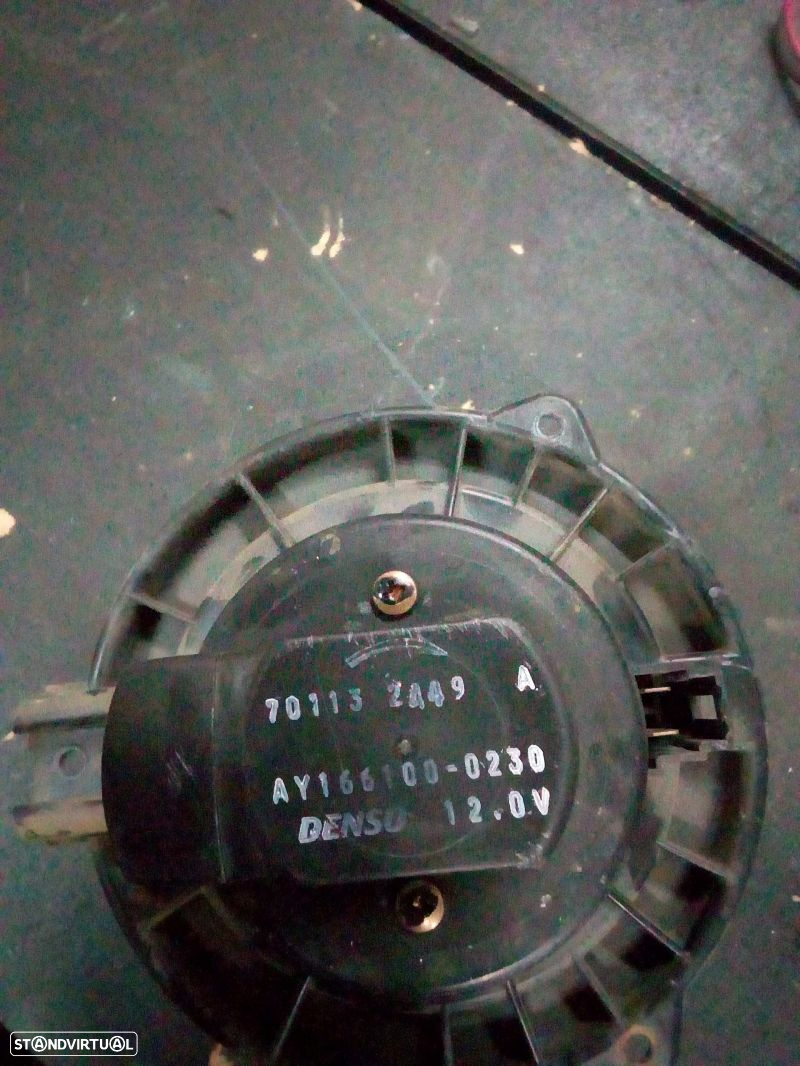 70113 2A49 A
AY166100-0230
DENSO 12.0V
STANDVIRTUAL